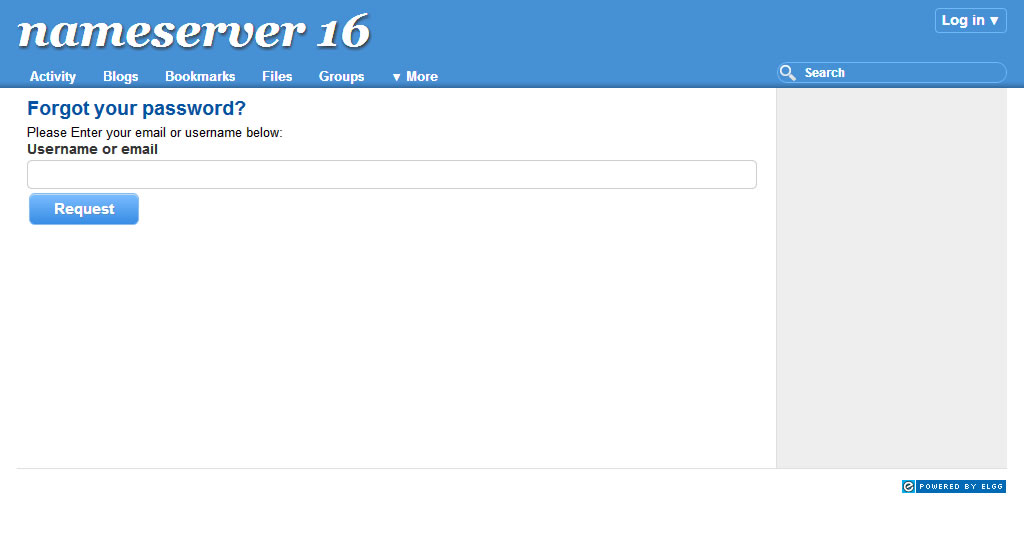 nameserver 16
Log in ▼
Activity Blogs Bookmarks Files Groups ▼ More
Search
Forgot your password?
Please Enter your email or username below:
Username or email
Request
POWERED BY ELGG